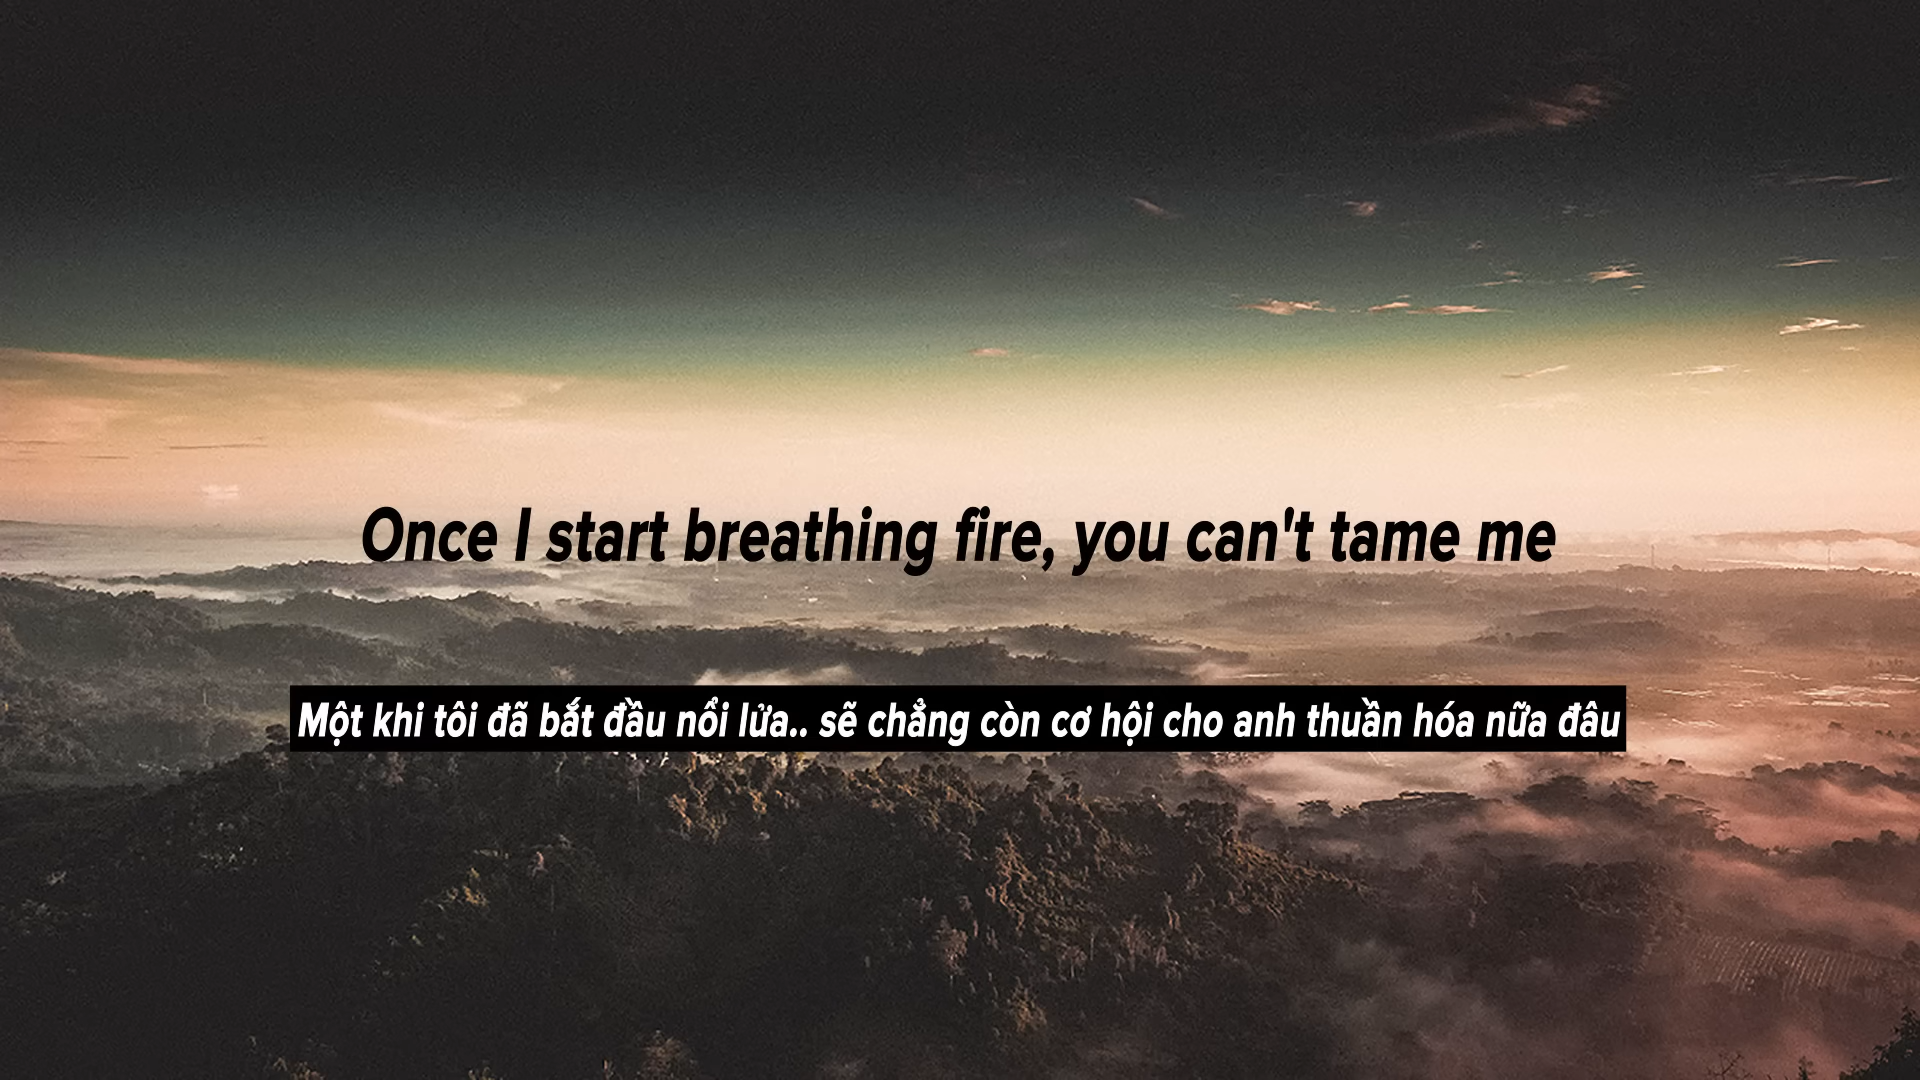 Once I start breathing fire, you can't tame me
Một khi tôi đã bắt đầu nổi lửa.. sẽ chẳng còn cơ hội cho anh thuần hóa nữa đâu